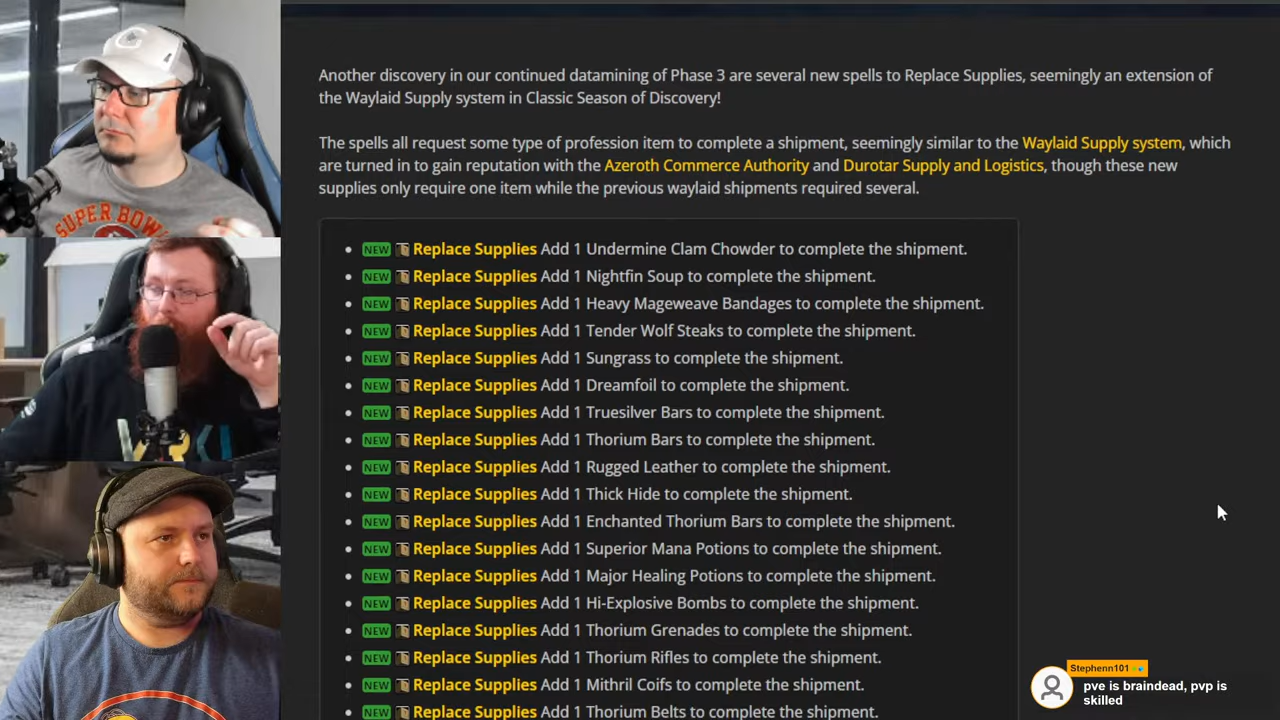 Another discovery in our continued datamining of Phase 3 are several new spells to Replace Supplies, seemingly an extension of
the Waylaid Supply system in Classic Season of Discovery!
The spells all request some type of profession item to complete a shipment, seemingly similar to the Waylaid Supply system, which
are turned in to gain reputation with the Azeroth Commerce Authority and Durotar Supply and Logistics, though these new
supplies only require one item while the previous waylaid shipments required several.
NEW Replace Supplies Add 1 Undermine Clam Chowder to complete the shipment.
NEW Replace Supplies Add 1 Nightfin Soup to complete the shipment.
NEW Replace Supplies Add 1 Heavy Mageweave Bandages to complete the shipment.
NEW Replace Supplies Add 1 Tender Wolf Steaks to complete the shipment.
NEW Replace Supplies Add 1 Sungrass to complete the shipment.
NEW Replace Supplies Add 1 Dreamfoil to complete the shipment.
NEW Replace Supplies Add 1 Truesilver Bars to complete the shipment.
NEW Replace Supplies Add 1 Thorium Bars to complete the shipment.
NEW Replace Supplies Add 1 Rugged Leather to complete the shipment.
NEW Replace Supplies Add 1 Thick Hide to complete the shipment.
NEW Replace Supplies Add 1 Enchanted Thorium Bars to complete the shipment.
NEW Replace Supplies Add 1 Superior Mana Potions to complete the shipment.
NEW Replace Supplies Add 1 Major Healing Potions to complete the shipment.
NEW Replace Supplies Add 1 Hi-Explosive Bombs to complete the shipment.
NEW Replace Supplies Add 1 Thorium Grenades to complete the shipment.
NEW Replace Supplies Add 1 Thorium Rifles to complete the shipment.
NEW Replace Supplies Add 1 Mithril Coifs to complete the shipment.
NEW Replace Supplies Add 1 Thorium Belts to complete the shipment.
SUPER BOWL
Stephenn101
pve is braindead, pvp is
skilled